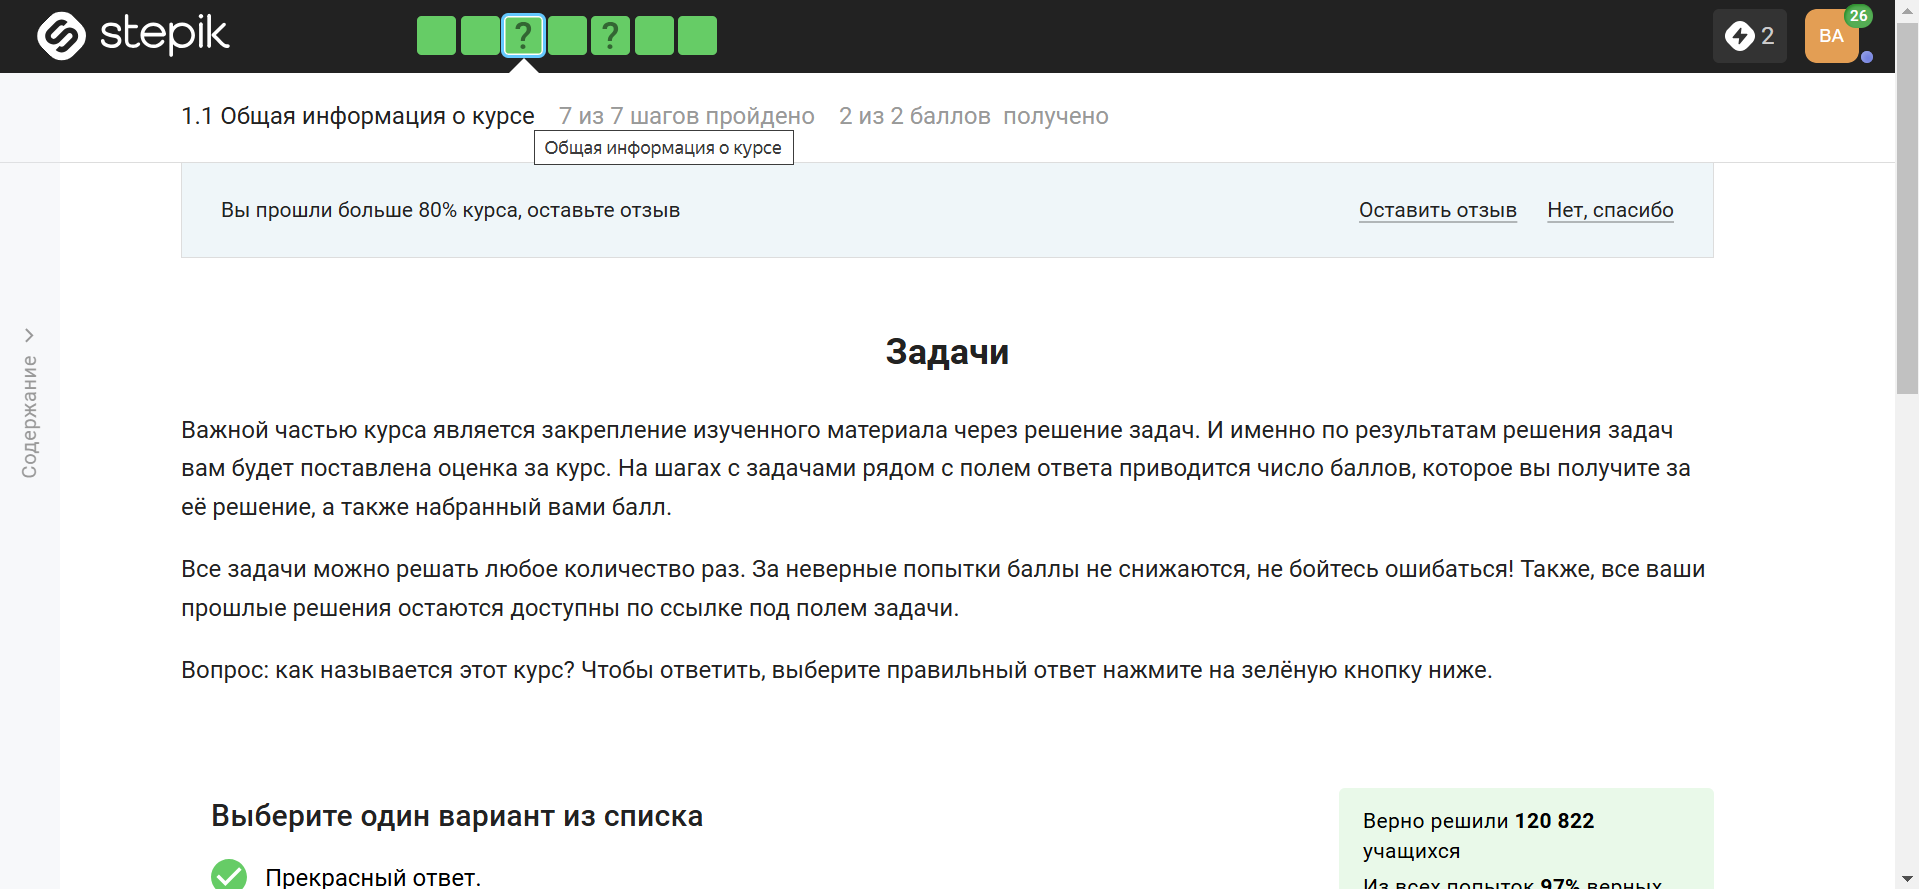 stepik
?
?
2
26
BA
1.1 Общая информация о курсе 7 из 7 шагов пройдено 2 из 2 баллов получено
Общая информация о курсе
Вы прошли больше 80% курса, оставьте отзыв Оставить отзыв Нет, спасибо
Содержание
Задачи
Важной частью курса является закрепление изученного материала через решение задач. И именно по результатам решения задач
вам будет поставлена оценка за курс. На шагах с задачами рядом с полем ответа приводится число баллов, которое вы получите за
её решение, а также набранный вами балл.
Все задачи можно решать любое количество раз. За неверные попытки баллы не снижаются, не бойтесь ошибаться! Также, все ваши
прошлые решения остаются доступны по ссылке под полем задачи.
Вопрос: как называется этот курс? Чтобы ответить, выберите правильный ответ нажмите на зелёную кнопку ниже.
Выберите один вариант из списка
Прекрасный ответ.
Верно решили 120 822
учащихся
Из всех попыток 97% верных